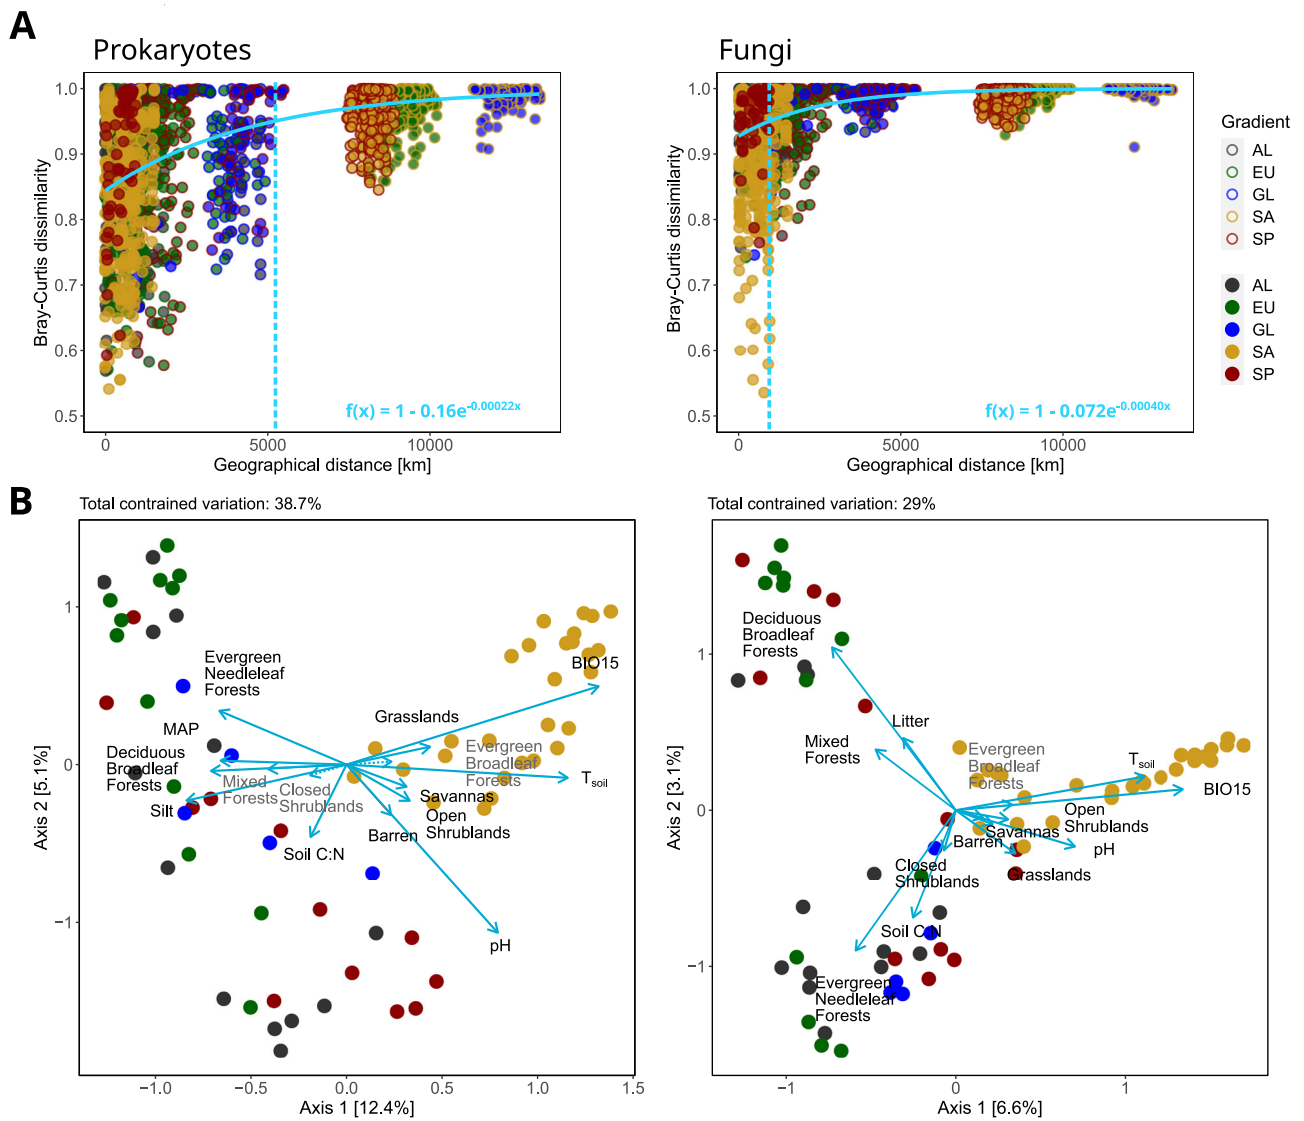 A
Prokaryotes
Fungi
1.0
0.9
0.8
0.7
0.6
0.5
Bray-Curtis dissimilarity
f(x) = 1 - 0.16e-0.00022x
0
5000
10000
Geographical distance [km]
1.0
0.9
0.8
0.7
0.6
0.5
Bray-Curtis dissimilarity
f(x) = 1 - 0.072e-0.00040x
0
5000
10000
Geographical distance [km]
Gradient
AL
EU
GL
SA
SP
AL
EU
GL
SA
SP
B
Total contrained variation: 38.7%
1
0
−1
Axis 2 [5.1%]
Evergreen
Needleleaf
Forests
MAP
Deciduous
Broadleaf
Forests
Silt
Mixed
Forests
Closed
Shrublands
Soil C:N
Grasslands
BIO15
Evergreen
Broadleaf
Forests
Tsoil
Savannas
Open
Shrublands
Barren
pH
−1.0
−0.5
0.0
0.5
1.0
1.5
Axis 1 [12.4%]
Total contrained variation: 29%
1
0
−1
Axis 2 [3.1%]
Deciduous
Broadleaf
Forests
Litter
Mixed
Forests
Evergreen
Broadleaf
Forests
Tsoil
BIO15
Open
Shrublands
Savannas
Barren
pH
Closed
Shrublands
Grasslands
Soil C:N
Evergreen
Needleleaf
Forests
−1
0
1
Axis 1 [6.6%]